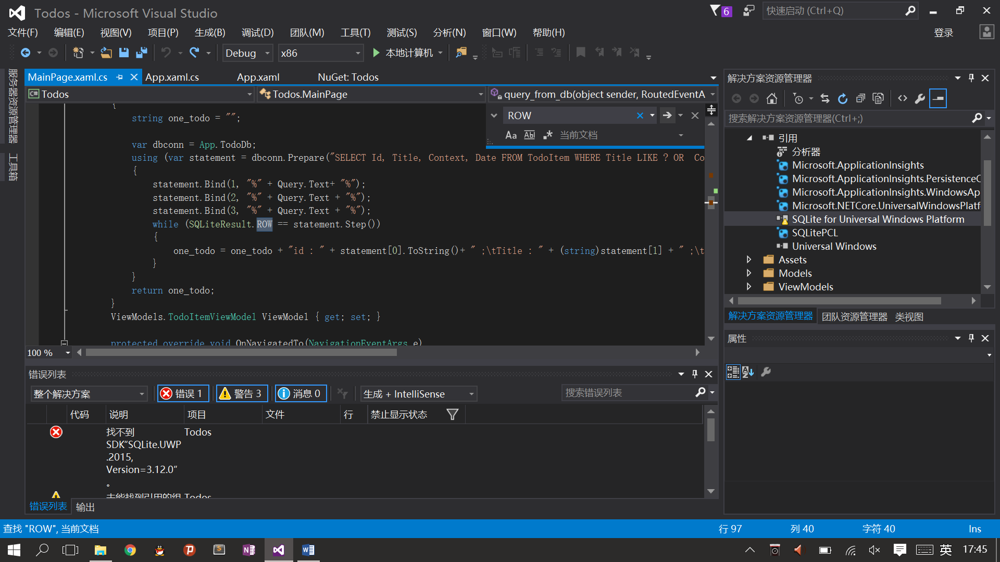 Todos - Microsoft Visual Studio
6
快速启动 (Ctrl+Q)
文件(F) 编辑(E) 视图(V) 项目(P) 生成(B) 调试(D) 团队(M) 工具(T) 测试(S) 分析(N) 窗口(W) 帮助(H)
登录
Debug x86 本地计算机
服务器资源管理器
工具箱
MainPage.xaml.cs App.xaml.cs App.xaml NuGet: Todos
Todos Todos.MainPage query_from_db(object sender, RoutedEventA
ROW
Aa Abl .* 当前文档
{
string one_todo = "";
var dbconn = App.TodoDb;
using (var statement = dbconn.Prepare("SELECT Id, Title, Context, Date FROM TodoItem WHERE Title LIKE ? OR Co
{
statement.Bind(1, "%" + Query.Text+ "%");
statement.Bind(2, "%" + Query.Text + "%");
statement.Bind(3, "%" + Query.Text + "%");
while (SQLiteResult.ROW == statement.Step())
{
one_todo = one_todo + "id : " + statement[0].ToString()+ " ;\tTitle : " + (string)statement[1] + " ;\t
}
}
return one_todo;
}
ViewModels.TodoItemViewModel ViewModel { get; set; }
protected override void OnNavigatedTo(NavigationEventArgs e)
100 %
错误列表
整个解决方案 错误 1 警告 3 消息 0 生成 + IntelliSense 搜索错误列表
代码 说明 项目 文件 行 禁止显示状态
找不到 Todos
SDK“SQLite.UWP
.2015,
Version=3.12.0”
。
未能找到引用的组 Todos
错误列表 输出
解决方案资源管理器
搜索解决方案资源管理器(Ctrl+;)
引用
分析器
Microsoft.ApplicationInsights
Microsoft.ApplicationInsights.PersistenceC
Microsoft.ApplicationInsights.WindowsAp
Microsoft.NETCore.UniversalWindowsPlatf
SQLite for Universal Windows Platform
SQLitePCL
Universal Windows
Assets
Models
ViewModels
解决方案资源管理器 团队资源管理器 类视图
属性
查找 "ROW", 当前文档 行 97 列 40 字符 40 Ins
英 17:45